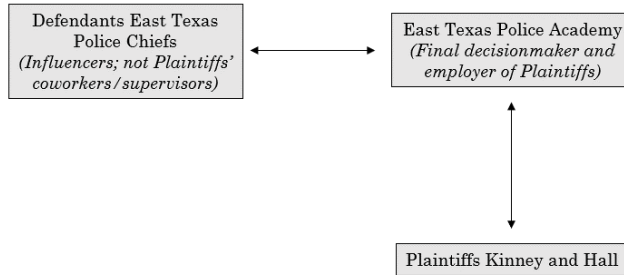 Defendants East Texas
Police Chiefs
(Influencers; not Plaintiffs'
coworkers/supervisors)
East Texas Police Academy
(Final decisionmaker and
employer of Plaintiffs)
Plaintiffs Kinney and Hall